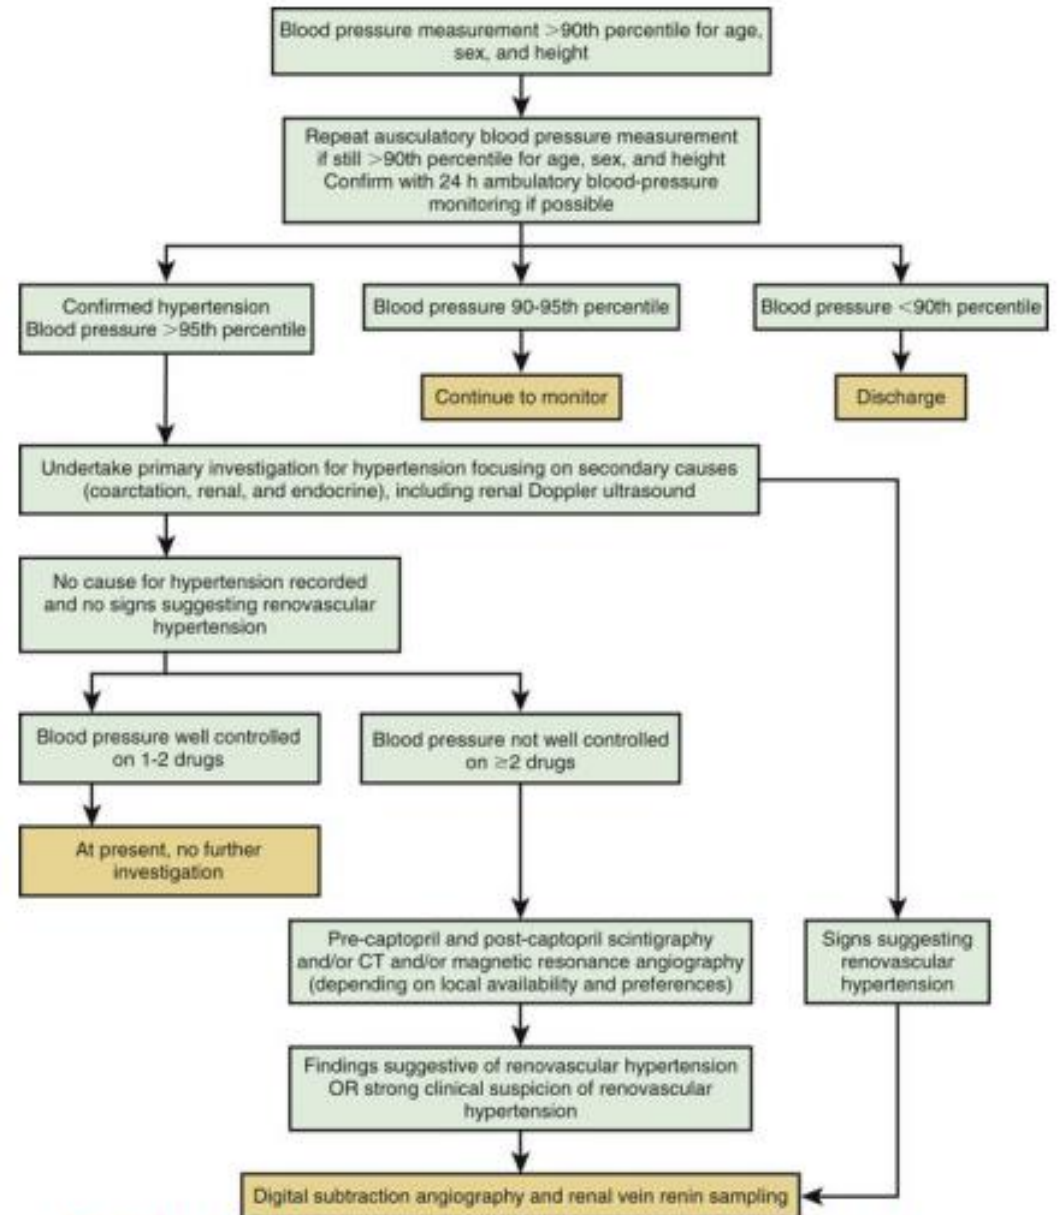 Blood pressure measurement >90th percentile for age,
sex, and height
Repeat ausculatory blood pressure measurement
if still >90th percentile for age, sex, and height
Confirm with 24 h ambulatory blood-pressure
monitoring if possible
Confirmed hypertension
Blood pressure >95th percentile
Blood pressure 90-95th percentile
Blood pressure <90th percentile
Continue to monitor
Discharge
Undertake primary investigation for hypertension focusing on secondary causes
(coarctation, renal, and endocrine), including renal Doppler ultrasound
No cause for hypertension recorded
and no signs suggesting renovascular
hypertension
Blood pressure well controlled
on 1-2 drugs
Blood pressure not well controlled
on ≥2 drugs
At present, no further
investigation
Pre-captopril and post-captopril scintigraphy
and/or CT and/or magnetic resonance angiography
(depending on local availability and preferences)
Signs suggesting
renovascular
hypertension
Findings suggestive of renovascular hypertension
OR strong clinical suspicion of renovascular
hypertension
Digital subtraction angiography and renal vein renin sampling